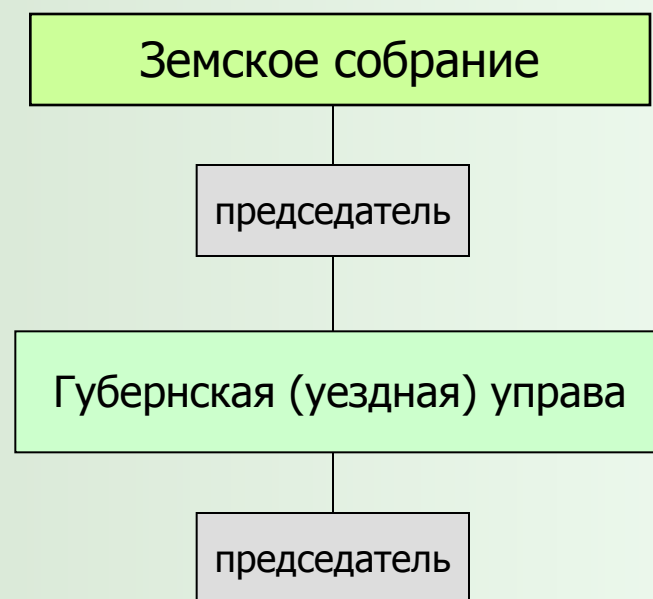 Земское собрание
председатель
Губернская (уездная) управа
председатель